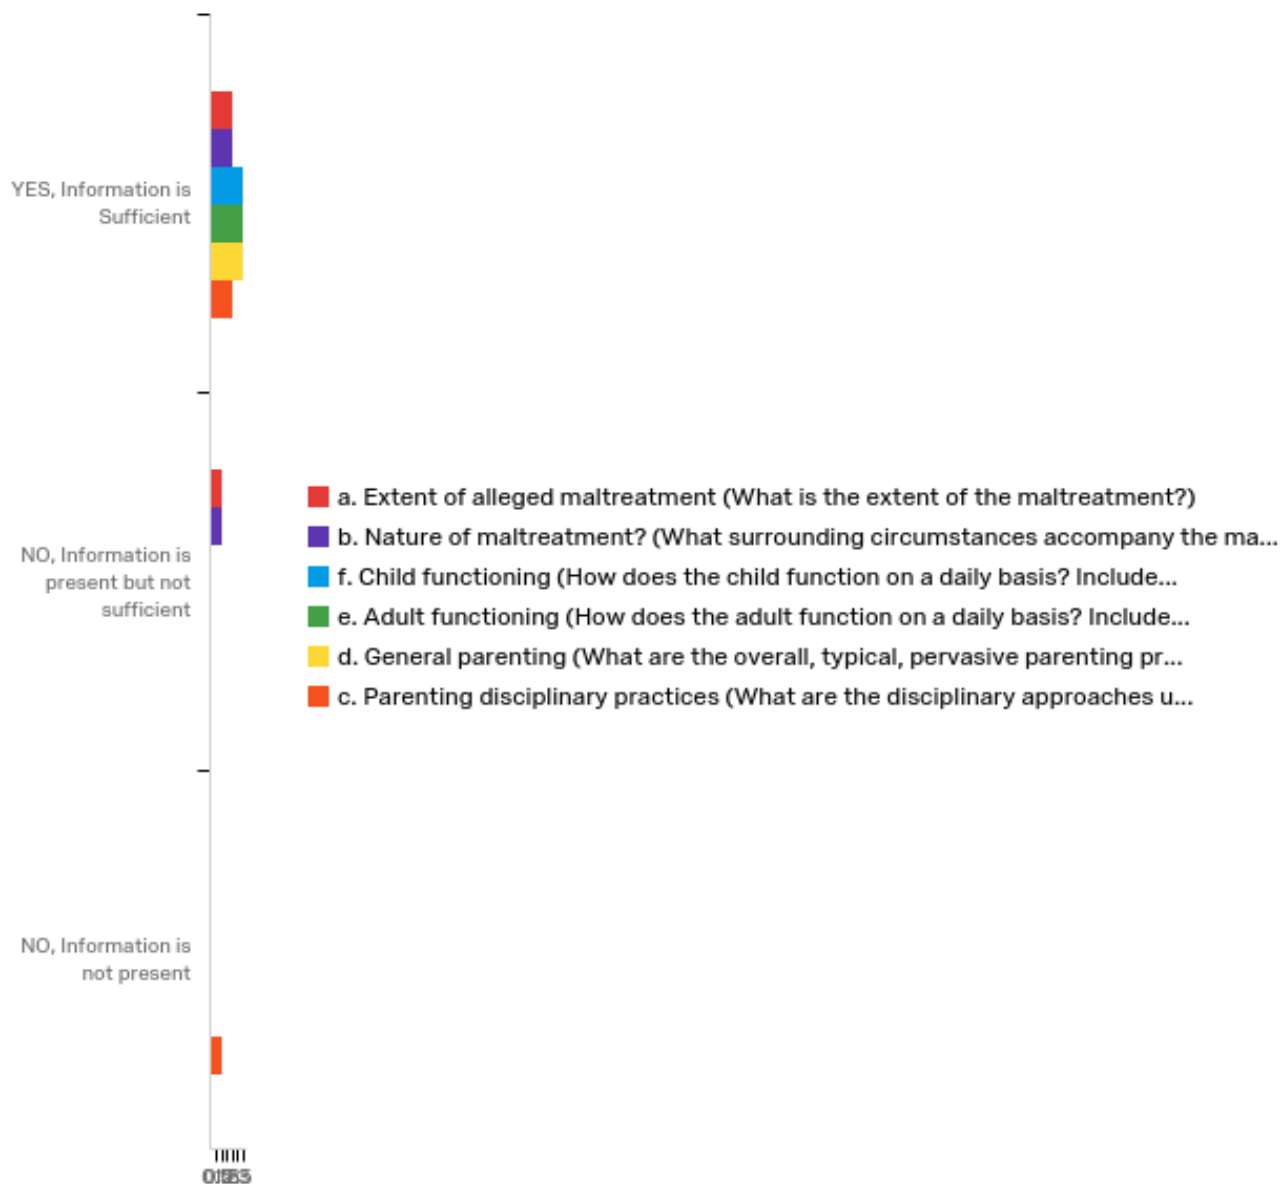 YES, Information is
Sufficient
NO, Information is
present but not
sufficient
NO, Information is
not present
a. Extent of alleged maltreatment (What is the extent of the maltreatment?)
b. Nature of maltreatment? (What surrounding circumstances accompany the ma...
f. Child functioning (How does the child function on a daily basis? Include...
e. Adult functioning (How does the adult function on a daily basis? Include...
d. General parenting (What are the overall, typical, pervasive parenting pr...
c. Parenting disciplinary practices (What are the disciplinary approaches u...